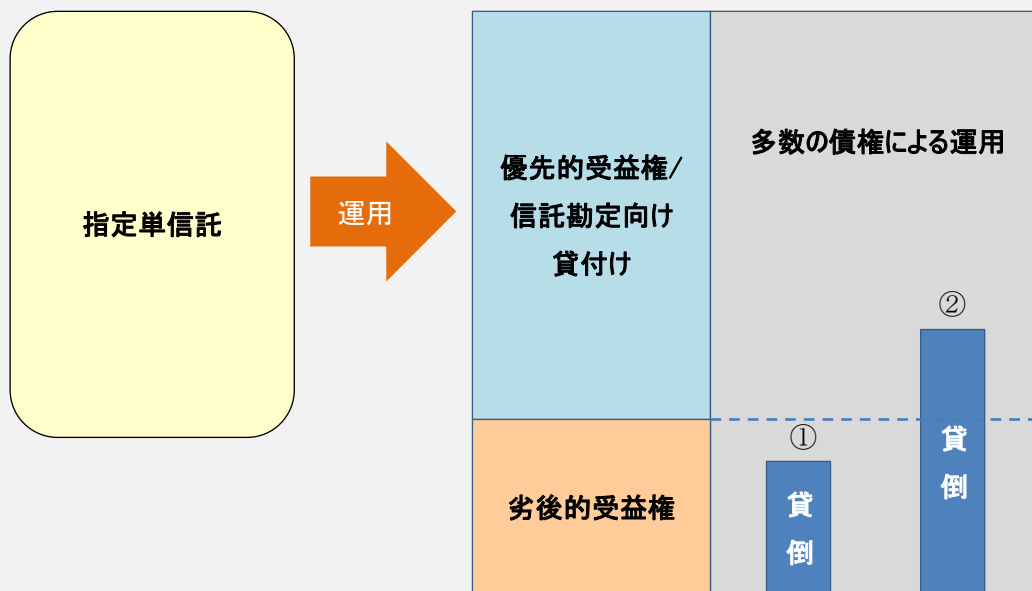 指定単信託
運用
優先的受益権/
信託勘定向け
貸付け
劣後的受益権
多数の債権による運用
①
貸
倒
②
貸
倒